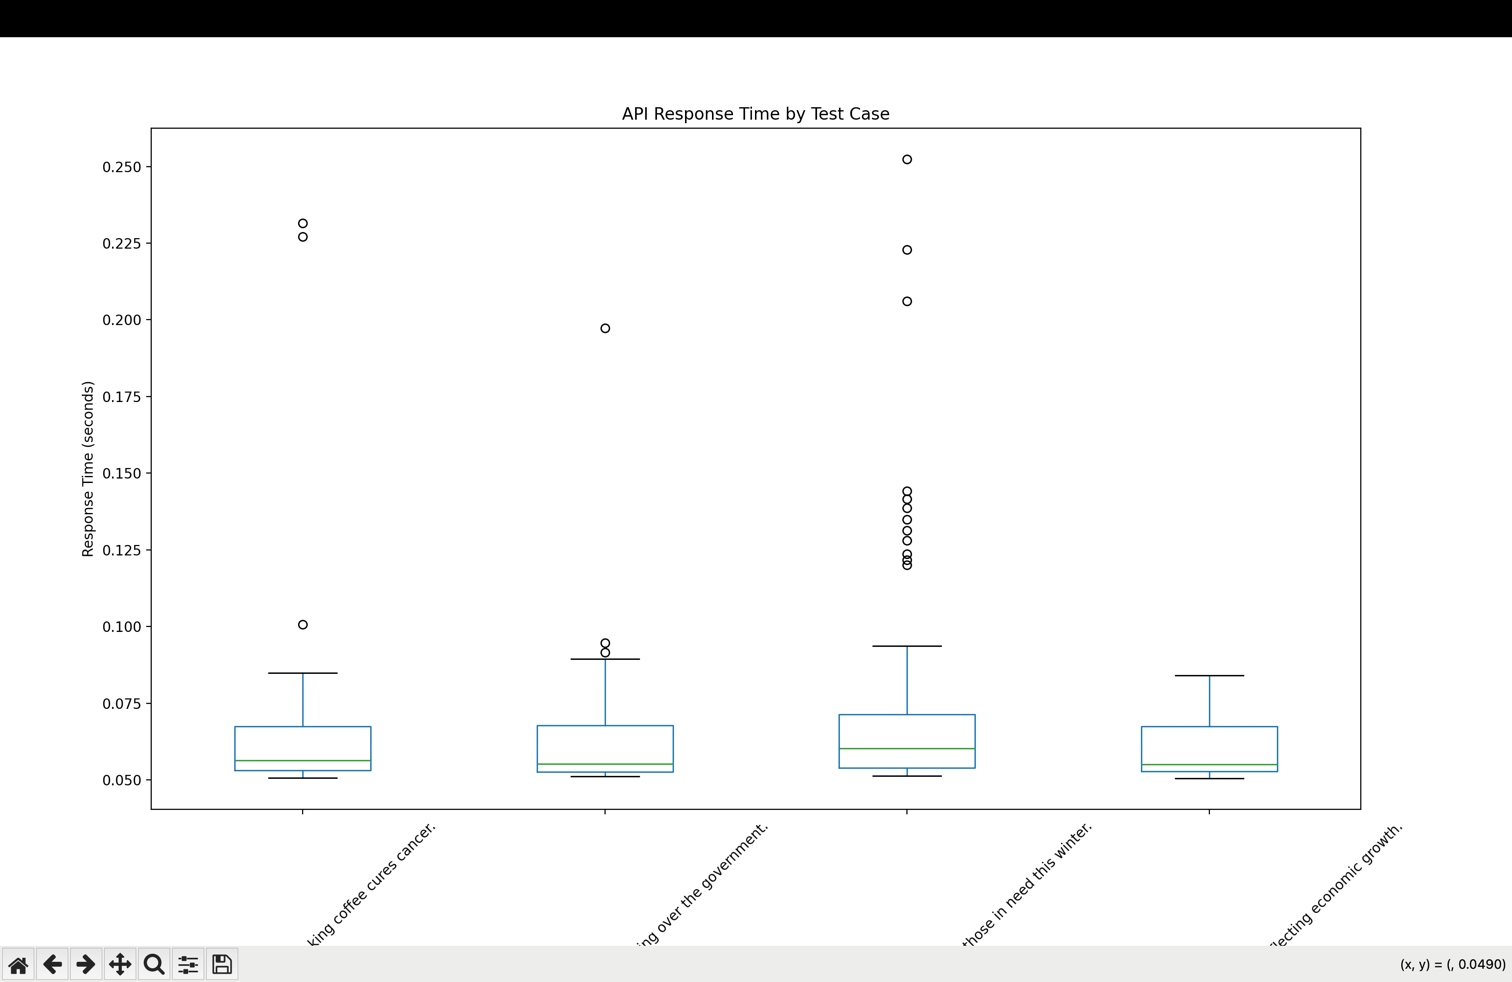 API Response Time by Test Case
0.250
0.225
0.200
0.175
0.150
0.125
0.100
0.075
0.050
Response Time (seconds)
king coffee cures cancer.
ing over the government.
those in need this winter.
lecting economic growth.
(x, y) = (, 0.0490)